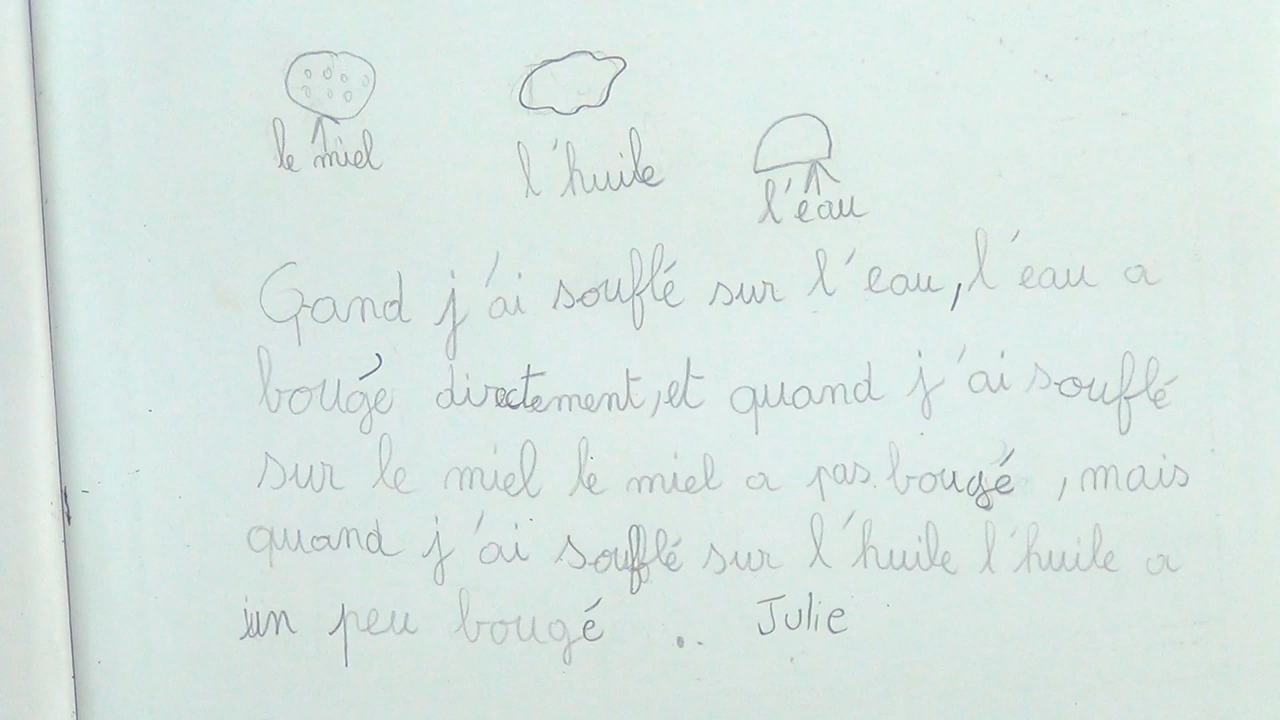 le miel
l'huile
l'eau
Gand j'ai souflé sur l'eau, l'eau a
bougé directement, et quand j'ai souflé
sur le miel le miel a pas bougé, mais
quand j'ai soufflé sur l'huile l'huile a
un peu bougé .. Julie